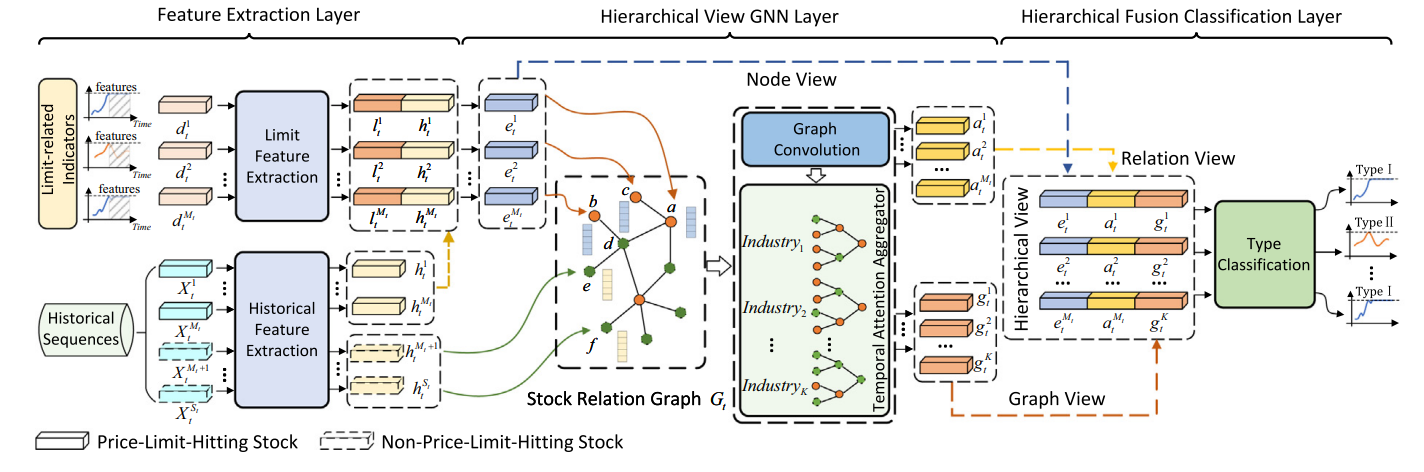 Feature Extraction Layer
Hierarchical View GNN Layer
Hierarchical Fusion Classification Layer
Limit-related
Indicators
features
Time
features
Time
features
Time
d_t^1
d_t^2
d_t^{M_t}
Limit
Feature
Extraction
l_t^1 h_t^1
l_t^2 h_t^2
l_t^{M_t} h_t^{M_t}
e_t^1
e_t^2
e_t^{M_t}
Historical
Sequences
X_t^1
X_t^{M_t}
X_t^{M_t+1}
X_t^{S_t}
Historical
Feature
Extraction
h_t^1
h_t^{M_t}
h_t^{M_t+1}
h_t^{S_t}
a
b
c
d
e
f
Stock Relation Graph G_t
Node View
Graph
Convolution
Industry_1
Industry_2
Industry_K
Temporal Attention Aggregator
a_t^1
a_t^2
a_t^{M_t}
g_t^1
g_t^2
g_t^K
Relation View
Graph View
Hierarchical View
e_t^1 a_t^1 g_t^1
e_t^2 a_t^2 g_t^2
e_t^{M_t} a_t^{M_t} g_t^K
Type
Classification
Type I
Type II
Type I
Price-Limit-Hitting Stock
Non-Price-Limit-Hitting Stock